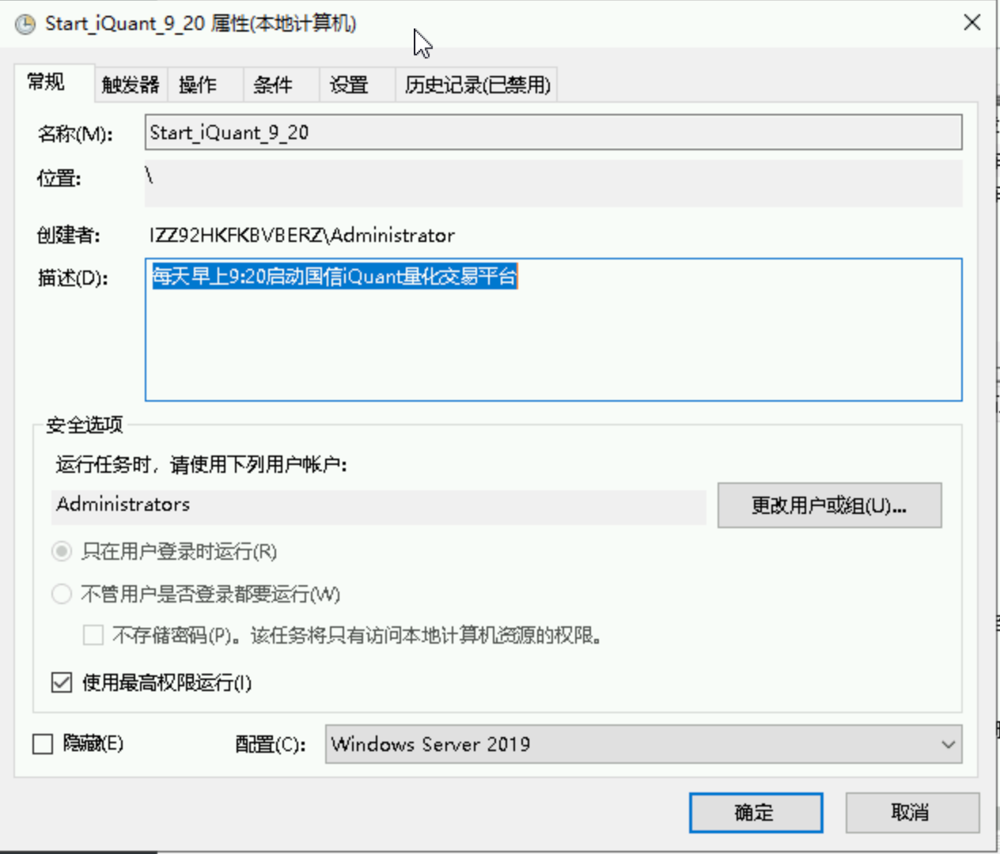 Start_iQuant_9_20 属性(本地计算机)
常规 触发器 操作 条件 设置 历史记录(已禁用)
名称(M): Start_iQuant_9_20
位置: \
创建者: IZZ92HKFKBVBERZ\Administrator
描述(D): 每天早上9:20启动国信iQuant量化交易平台
安全选项
运行任务时，请使用下列用户帐户:
Administrators 更改用户或组(U)...
只在用户登录时运行(R)
不管用户是否登录都要运行(W)
不存储密码(P)。该任务将只有访问本地计算机资源的权限。
使用最高权限运行(I)
隐藏(E) 配置(C): Windows Server 2019
确定 取消